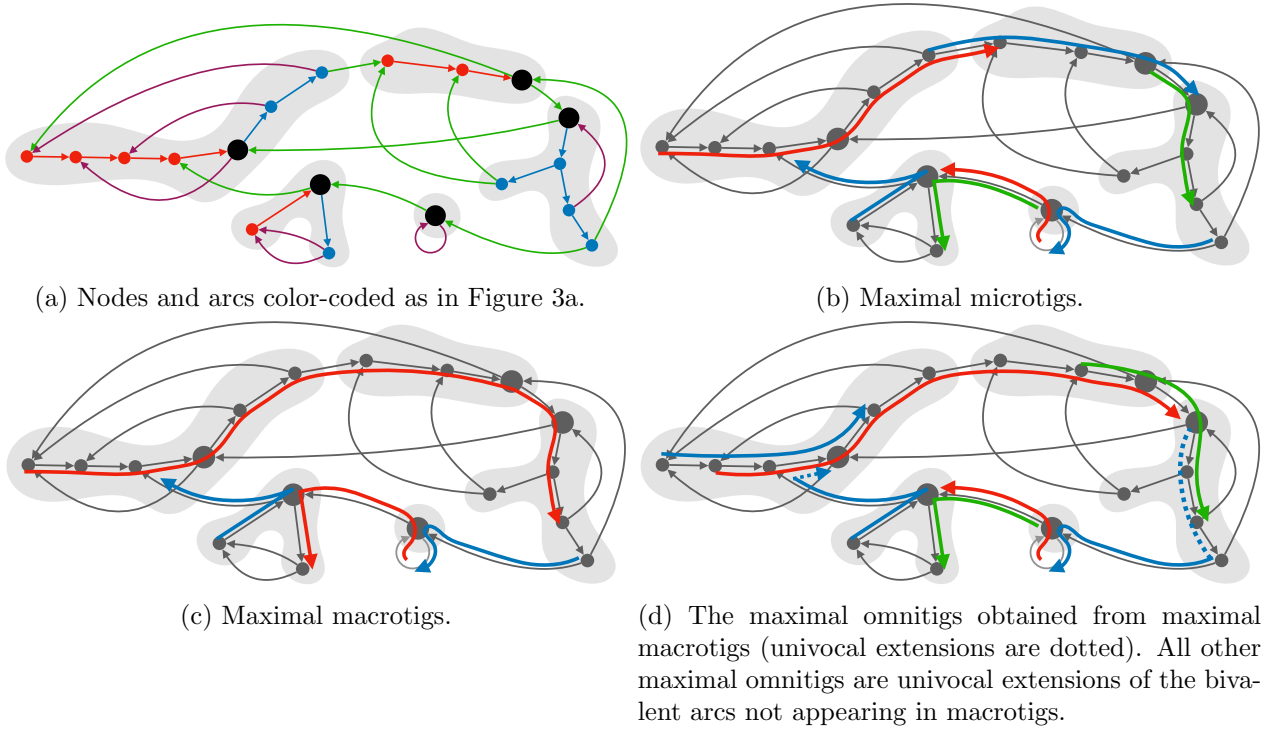 (a) Nodes and arcs color-coded as in Figure 3a.
(b) Maximal microtigs.
(c) Maximal macrotigs.
(d) The maximal omnitigs obtained from maximal
macrotigs (univocal extensions are dotted). All other
maximal omnitigs are univocal extensions of the biva-
lent arcs not appearing in macrotigs.